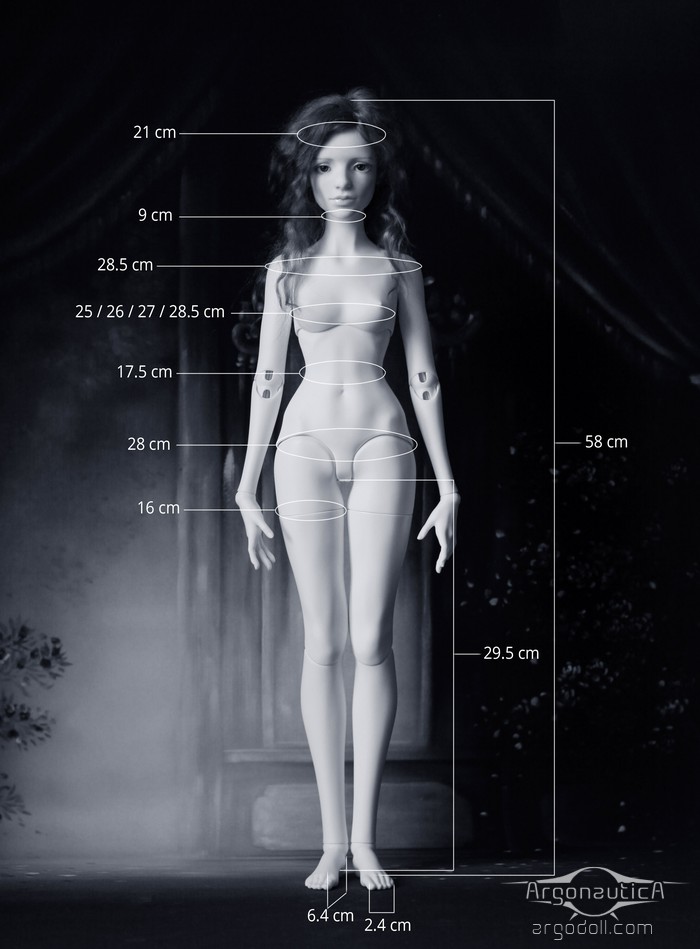 21 cm
9 cm
28.5 cm
25 / 26 / 27 / 28.5 cm
17.5 cm
28 cm
58 cm
16 cm
29.5 cm
6.4 cm
2.4 cm
ArgonauticA
argodoll.com